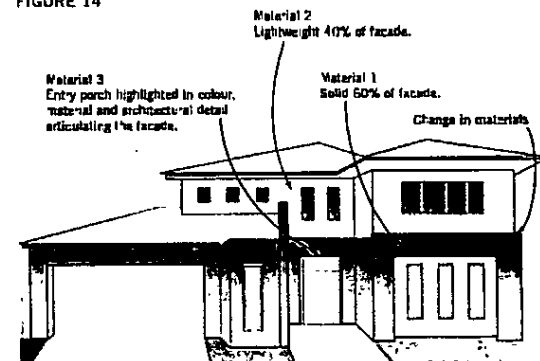 FIGURE 14
Material 2
Lightweight 40% of facade.
Material 3
Entry porch highlighted in colour,
material and architectural detail
articulating the facade.
Material 1
Solid 60% of facade.
Change in materials